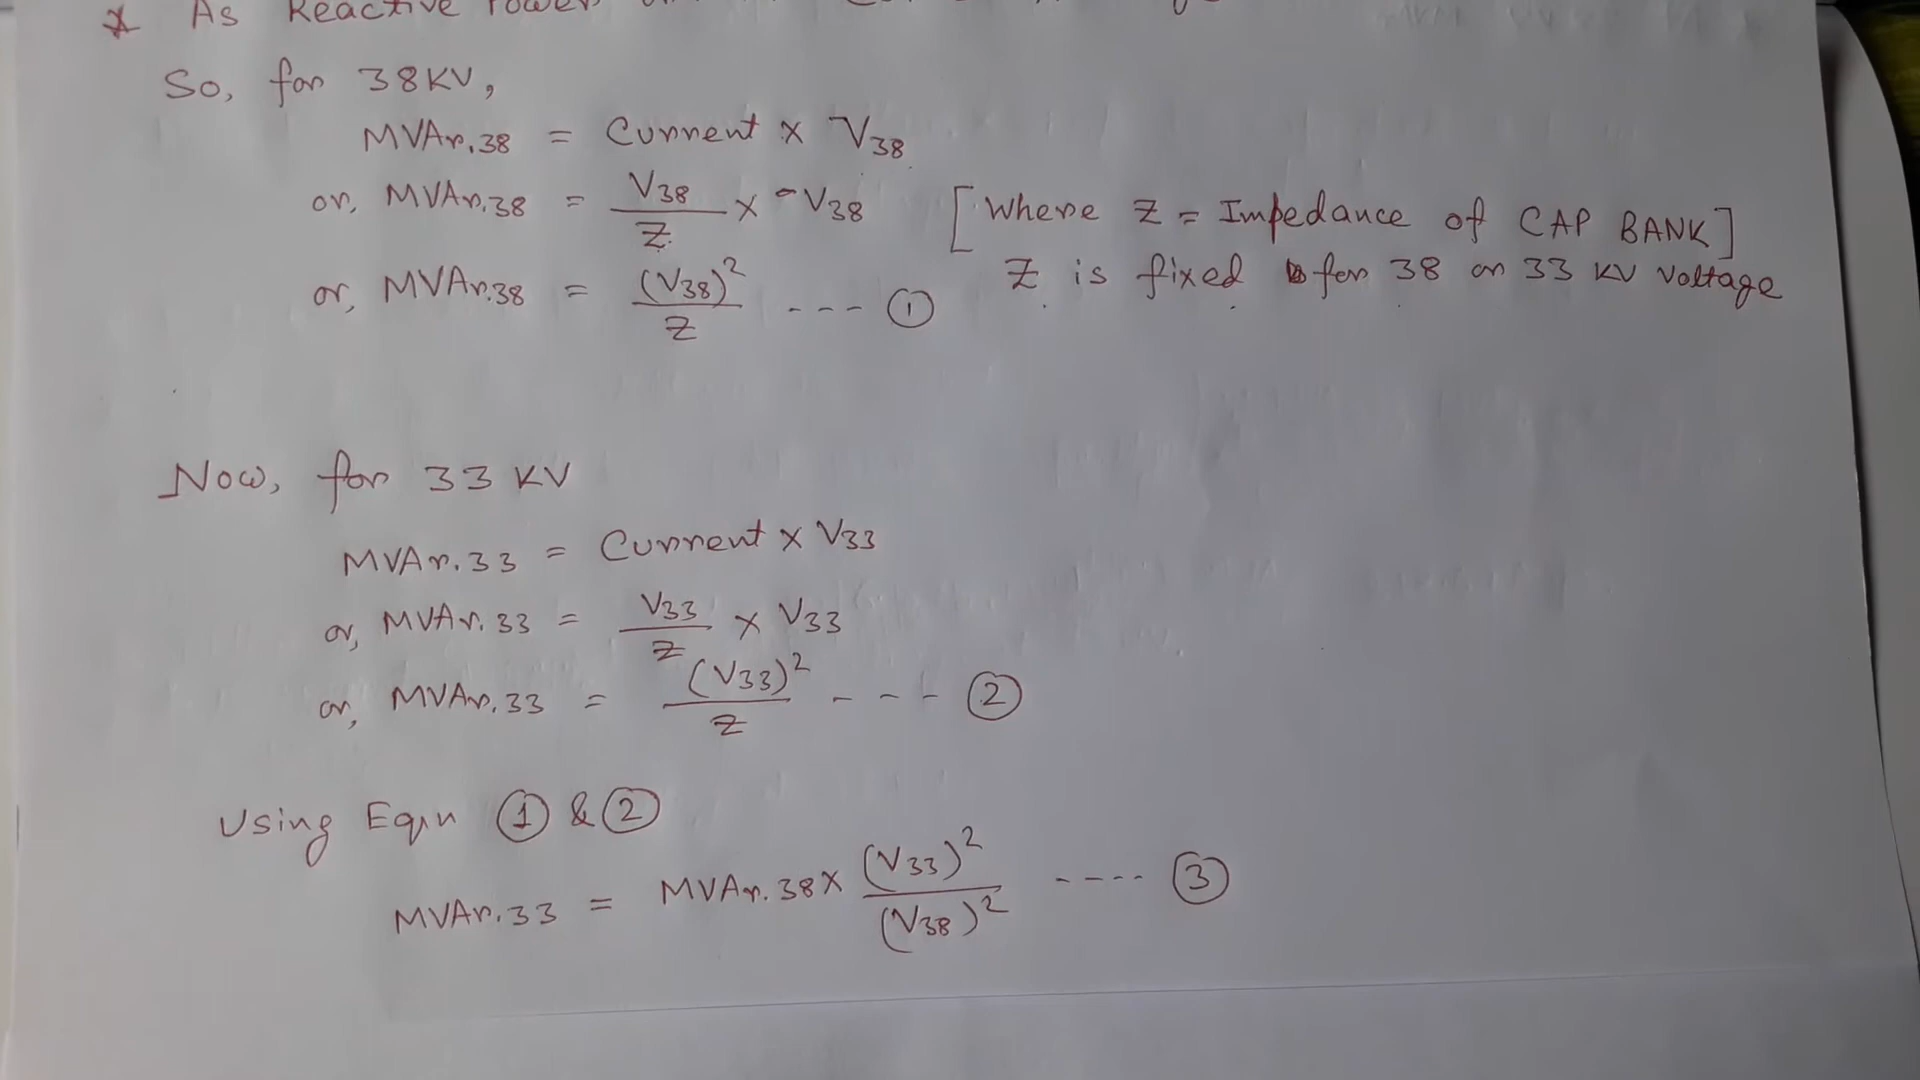 * As Reactive Power
So, for 38KV,
MVAr.38 = Current x V38
or, MVAr.38 = V38/Z x V38 [Where Z = Impedance of CAP BANK]
Z is fixed for 38 or 33 KV Voltage
or, MVAr.38 = (V38)²/Z ---- ①
Now, for 33 KV
MVAr.33 = Current x V33
or, MVAr.33 = V33/Z x V33
or, MVAr.33 = (V33)²/Z - - - ②
Using Eqn ① & ②
MVAr.33 = MVAr.38 x (V33)²/(V38)² ---- ③